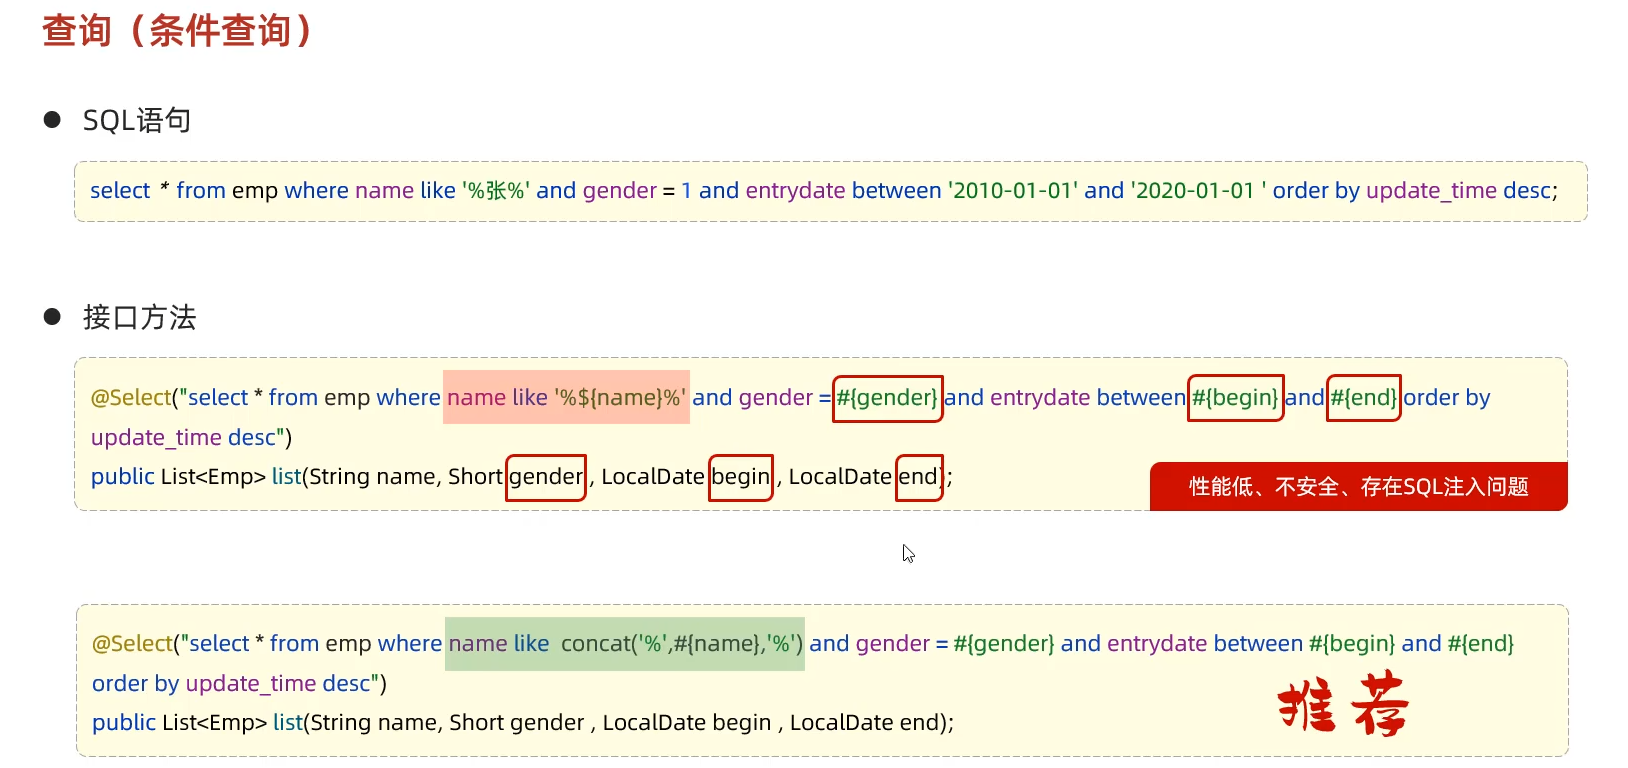 查询（条件查询）
● SQL语句
select * from emp where name like '%张%' and gender = 1 and entrydate between '2010-01-01' and '2020-01-01 ' order by update_time desc;
● 接口方法
@Select("select * from emp where name like '%${name}%' and gender = #{gender} and entrydate between #{begin} and #{end} order by
update_time desc")
public List<Emp> list(String name, Short gender , LocalDate begin , LocalDate end);
性能低、不安全、存在SQL注入问题
@Select("select * from emp where name like  concat('%',#{name},'%') and gender = #{gender} and entrydate between #{begin} and #{end}
order by update_time desc")
推荐
public List<Emp> list(String name, Short gender , LocalDate begin , LocalDate end);